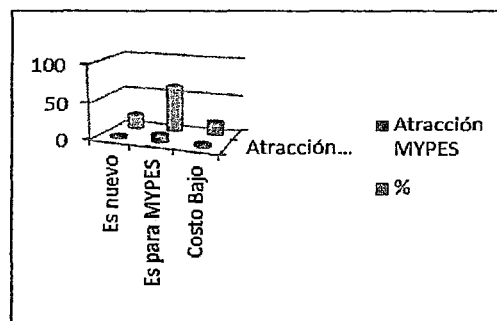 100
50
0
Es nuevo
Es para MYPES
Costo Bajo
Atracción...
Atracción
MYPES
%